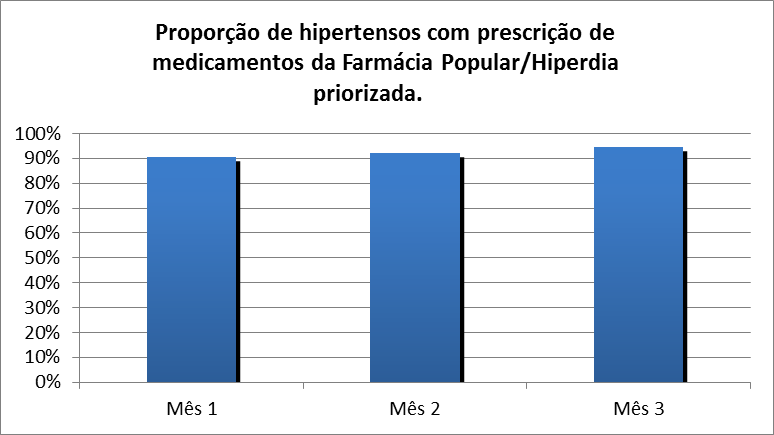 Proporção de hipertensos com prescrição de
medicamentos da Farmácia Popular/Hiperdia
priorizada.
100%
90%
80%
70%
60%
50%
40%
30%
20%
10%
0%
Mês 1
Mês 2
Mês 3